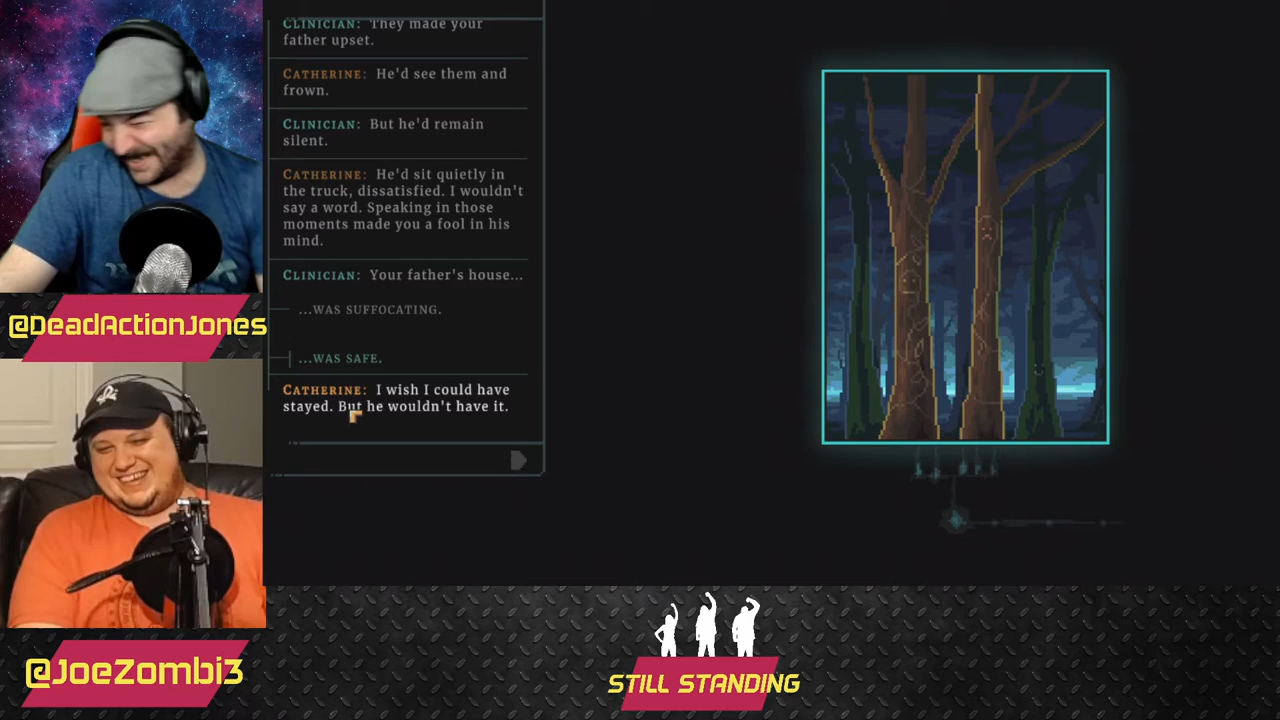 CLINICIAN: They made your
father upset.
CATHERINE: He'd see them and
frown.
CLINICIAN: But he'd remain
silent.
CATHERINE: He'd sit quietly in
the truck, dissatisfied. I wouldn't
say a word. Speaking in those
moments made you a fool in his
mind.
CLINICIAN: Your father's house...
...WAS SUFFOCATING.
...WAS SAFE.
CATHERINE: I wish I could have
stayed. But he wouldn't have it.
@DeadActionJones
@JoeZombi3
STILL STANDING